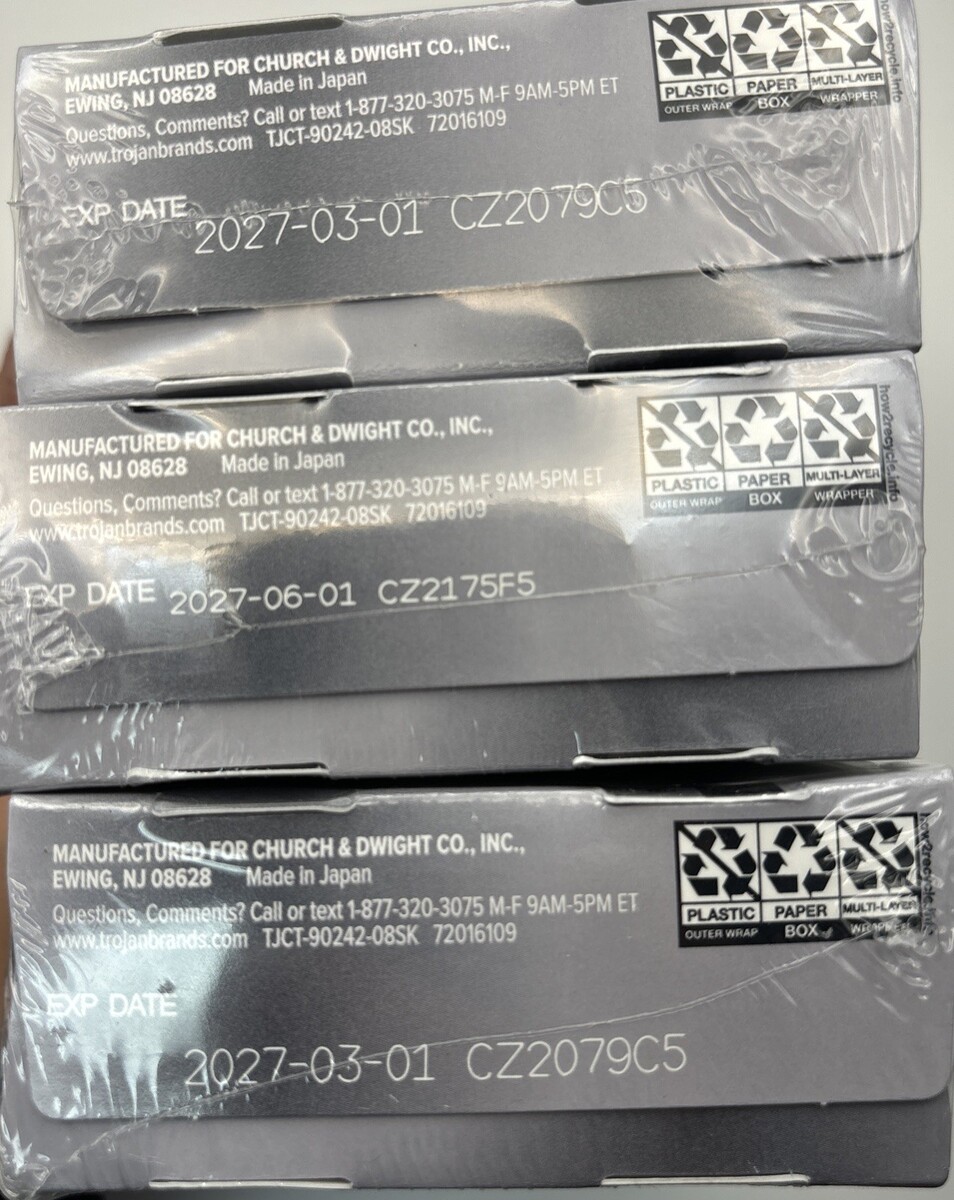 MANUFACTURED FOR CHURCH & DWIGHT CO., INC.,
EWING, NJ 08628 Made in Japan
Questions, Comments? Call or text 1-877-320-3075 M-F 9AM-5PM ET
www.trojanbrands.com TJCT-90242-08SK 72016109
PLASTIC PAPER MULTI-LAYER
OUTER WRAP BOX WRAPPER
how2recycle.info
EXP DATE 2027-03-01 CZ2079C5
MANUFACTURED FOR CHURCH & DWIGHT CO., INC.,
EWING, NJ 08628 Made in Japan
Questions, Comments? Call or text 1-877-320-3075 M-F 9AM-5PM ET
www.trojanbrands.com TJCT-90242-08SK 72016109
PLASTIC PAPER MULTI-LAYER
OUTER WRAP BOX WRAPPER
how2recycle.info
EXP DATE 2027-06-01 CZ2175F5
MANUFACTURED FOR CHURCH & DWIGHT CO., INC.,
EWING, NJ 08628 Made in Japan
Questions, Comments? Call or text 1-877-320-3075 M-F 9AM-5PM ET
www.trojanbrands.com TJCT-90242-08SK 72016109
PLASTIC PAPER MULTI-LAYER
OUTER WRAP BOX WRAPPER
how2recycle.info
EXP DATE
2027-03-01 CZ2079C5